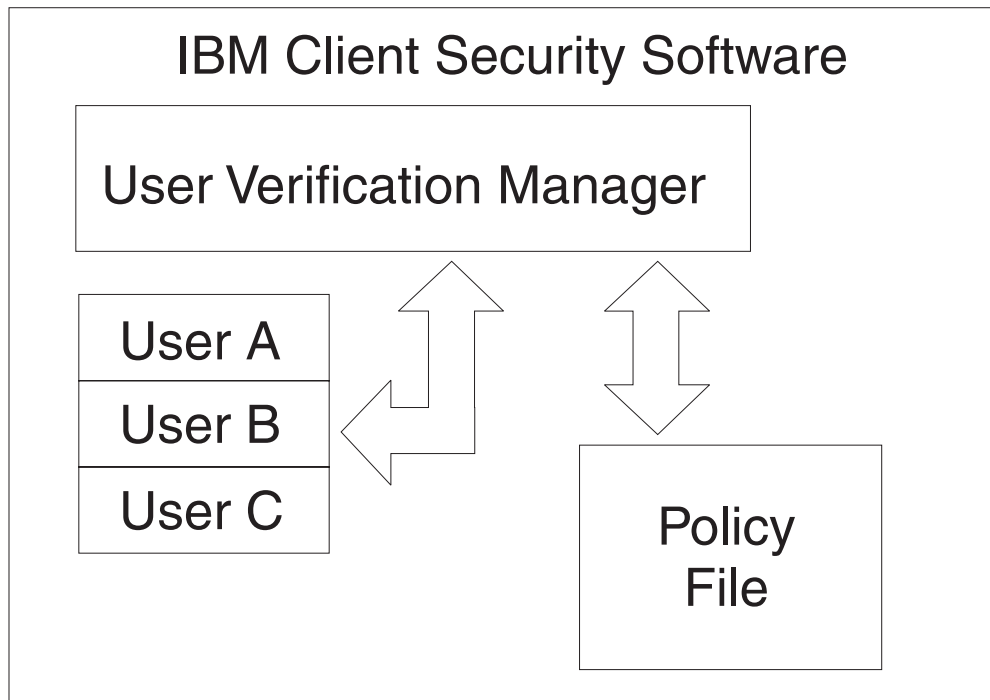 IBM Client Security Software
User Verification Manager
User A
User B
User C
Policy
File